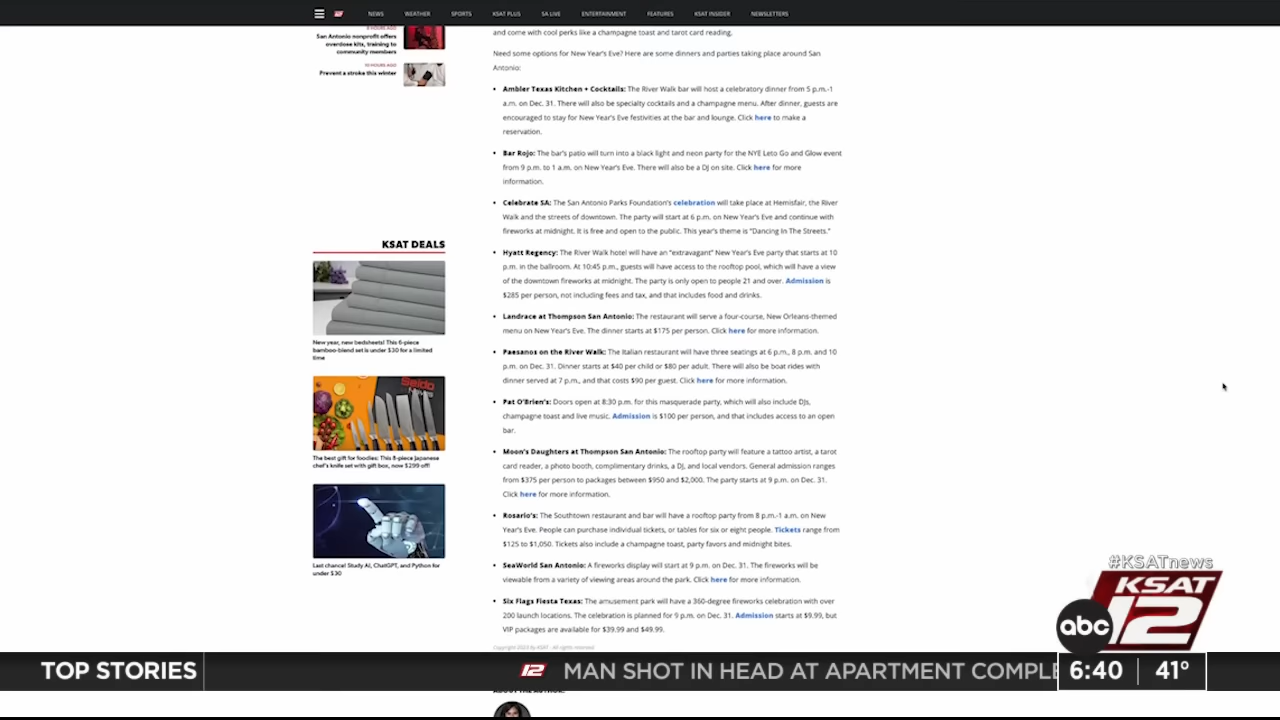 NEWS WEATHER SPORTS KSAT PLUS SA LIVE ENTERTAINMENT FEATURES KSAT INSIDER NEWSLETTERS
8 HOURS AGO
San Antonio nonprofit offers
overdose kits, training to
community members
10 HOURS AGO
Prevent a stroke this winter
KSAT DEALS
New year, new bedsheets! This 6-piece
bamboo-blend set is under $30 for a limited
time
Seido
The best gift for foodies: This 8-piece Japanese
chef's knife set with gift box, now $299 off!
Last chance! Study AI, ChatGPT, and Python for
under $30
and come with cool perks like a champagne toast and tarot card reading.
Need some options for New Year's Eve? Here are some dinners and parties taking place around San
Antonio:
• Ambler Texas Kitchen + Cocktails: The River Walk bar will host a celebratory dinner from 5 p.m.-1
a.m. on Dec. 31. There will also be specialty cocktails and a champagne menu. After dinner, guests are
encouraged to stay for New Year's Eve festivities at the bar and lounge. Click here to make a
reservation.
• Bar Rojo: The bar's patio will turn into a black light and neon party for the NYE Leto Go and Glow event
from 9 p.m. to 1 a.m. on New Year's Eve. There will also be a DJ on site. Click here for more
information.
• Celebrate SA: The San Antonio Parks Foundation's celebration will take place at Hemisfair, the River
Walk and the streets of downtown. The party will start at 6 p.m. on New Year's Eve and continue with
fireworks at midnight. It is free and open to the public. This year's theme is "Dancing In The Streets."
• Hyatt Regency: The River Walk hotel will have an "extravagant" New Year's Eve party that starts at 10
p.m. in the ballroom. At 10:45 p.m., guests will have access to the rooftop pool, which will have a view
of the downtown fireworks at midnight. The party is only open to people 21 and over. Admission is
$285 per person, not including fees and tax, and that includes food and drinks.
• Landrace at Thompson San Antonio: The restaurant will serve a four-course, New Orleans-themed
menu on New Year's Eve. The dinner starts at $175 per person. Click here for more information.
• Paesanos on the River Walk: The Italian restaurant will have three seatings at 6 p.m., 8 p.m. and 10
p.m. on Dec. 31. Dinner starts at $40 per child or $80 per adult. There will also be boat rides with
dinner served at 7 p.m., and that costs $90 per guest. Click here for more information.
• Pat O'Brien's: Doors open at 8:30 p.m. for this masquerade party, which will also include DJs,
champagne toast and live music. Admission is $100 per person, and that includes access to an open
bar.
• Moon's Daughters at Thompson San Antonio: The rooftop party will feature a tattoo artist, a tarot
card reader, a photo booth, complimentary drinks, a DJ, and local vendors. General admission ranges
from $375 per person to packages between $950 and $2,000. The party starts at 9 p.m. on Dec. 31.
Click here for more information.
• Rosario's: The Southtown restaurant and bar will have a rooftop party from 8 p.m.-1 a.m. on New
Year's Eve. People can purchase individual tickets, or tables for six or eight people. Tickets range from
$125 to $1,050. Tickets also include a champagne toast, party favors and midnight bites.
• SeaWorld San Antonio: A fireworks display will start at 9 p.m. on Dec. 31. The fireworks will be
viewable from a variety of viewing areas around the park. Click here for more information.
• Six Flags Fiesta Texas: The amusement park will have a 360-degree fireworks celebration with over
200 launch locations. The celebration is planned for 9 p.m. on Dec. 31. Admission starts at $9.99, but
VIP packages are available for $39.99 and $49.99.
Copyright 2023 by KSAT - All rights reserved.
#KSATnews
KSAT
abc 12
TOP STORIES 12 MAN SHOT IN HEAD AT APARTMENT COMPLE 6:40 41°
ABOUT THE AUTHOR: